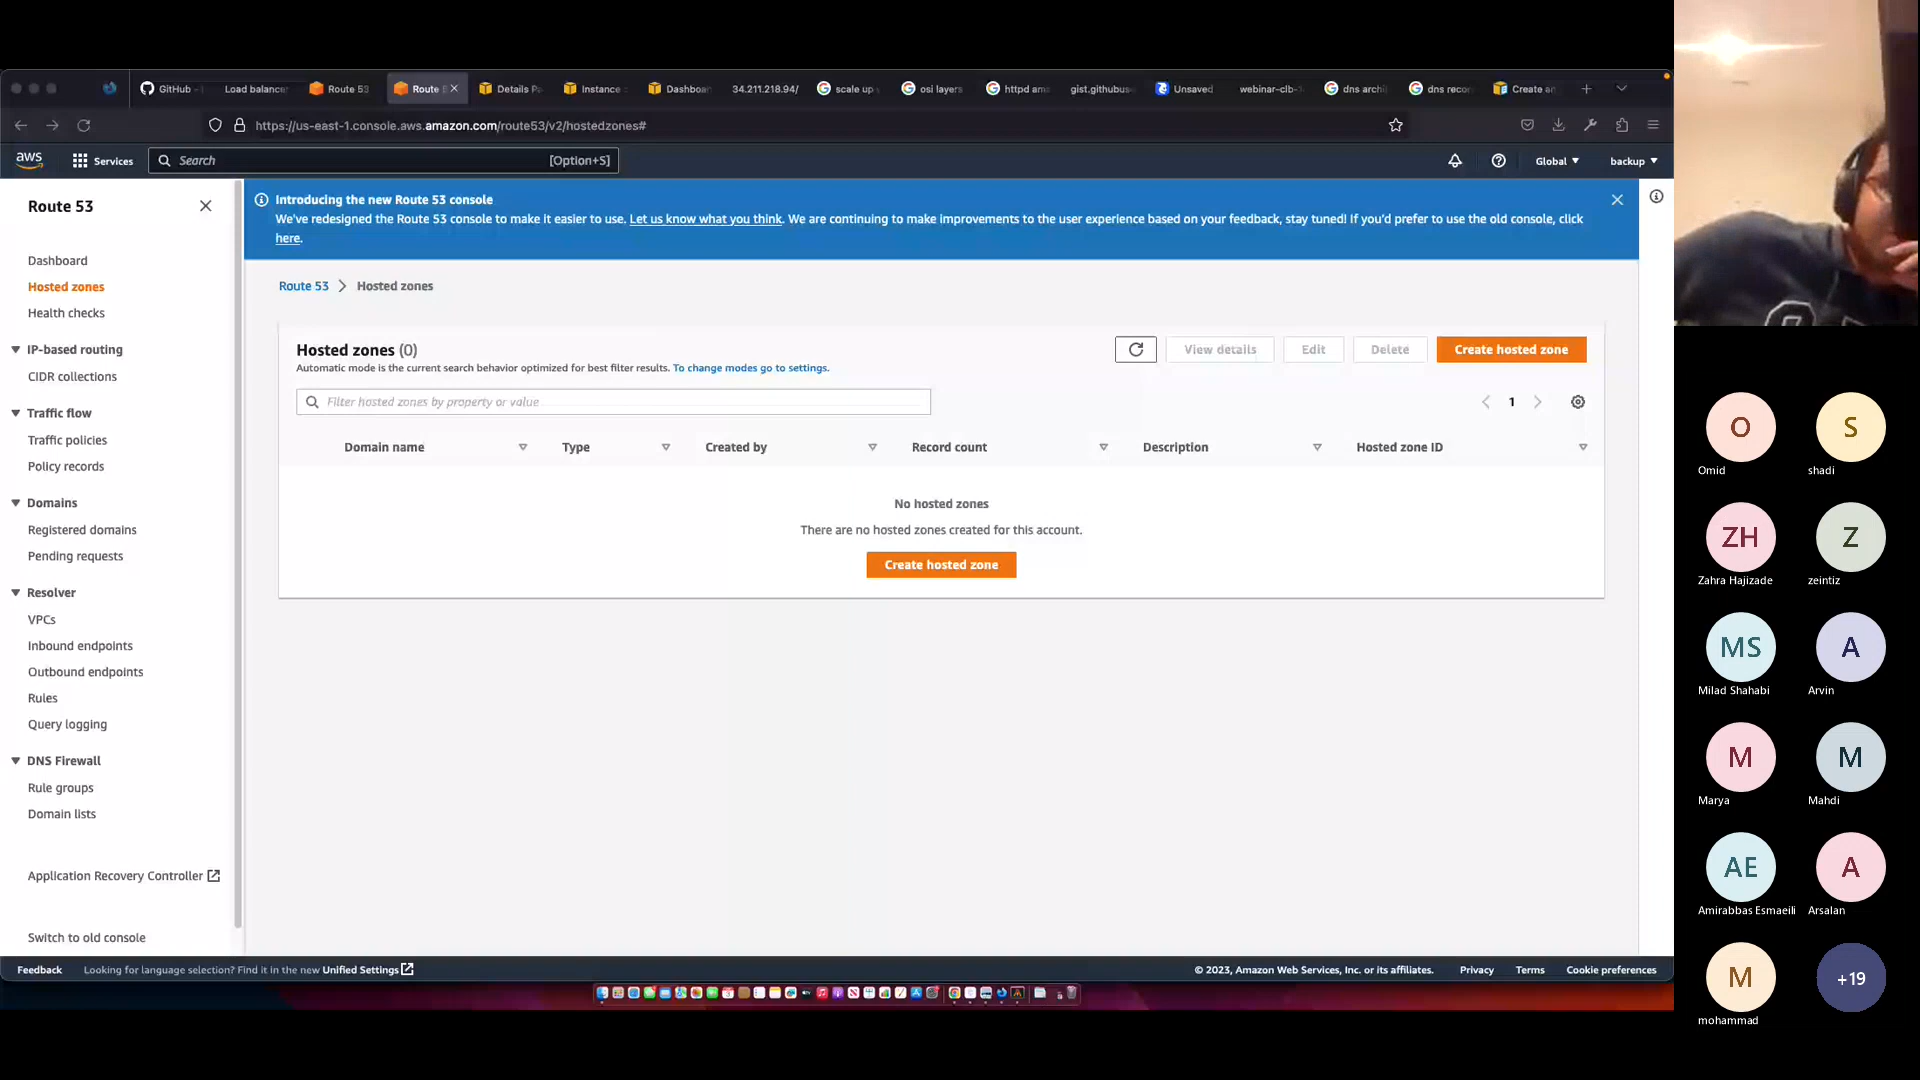 GitHub -
Load balance
Route 53
Route 5
Details Pa
Instance
Dashboar
34.211.218.94/
scale up
osi layers
httpd am
gist.githubus
Unsaved
webinar-clb-
dns archi
dns recor
Create an
https://us-east-1.console.aws.amazon.com/route53/v2/hostedzones#
aws
Services
Search
[Option+S]
Global
backup
Route 53
Dashboard
Hosted zones
Health checks
IP-based routing
CIDR collections
Traffic flow
Traffic policies
Policy records
Domains
Registered domains
Pending requests
Resolver
VPCs
Inbound endpoints
Outbound endpoints
Rules
Query logging
DNS Firewall
Rule groups
Domain lists
Application Recovery Controller
Switch to old console
Introducing the new Route 53 console
We've redesigned the Route 53 console to make it easier to use. Let us know what you think. We are continuing to make improvements to the user experience based on your feedback, stay tuned! If you'd prefer to use the old console, click
here.
Route 53 > Hosted zones
Hosted zones (0)
Automatic mode is the current search behavior optimized for best filter results. To change modes go to settings.
View details
Edit
Delete
Create hosted zone
Filter hosted zones by property or value
1
Domain name
Type
Created by
Record count
Description
Hosted zone ID
No hosted zones
There are no hosted zones created for this account.
Create hosted zone
Feedback
Looking for language selection? Find it in the new Unified Settings
© 2023, Amazon Web Services, Inc. or its affiliates.
Privacy
Terms
Cookie preferences
O
Omid
S
shadi
ZH
Zahra Hajizade
Z
zeintiz
MS
Milad Shahabi
A
Arvin
M
Marya
M
Mahdi
AE
Amirabbas Esmaeili
A
Arsalan
M
mohammad
+19